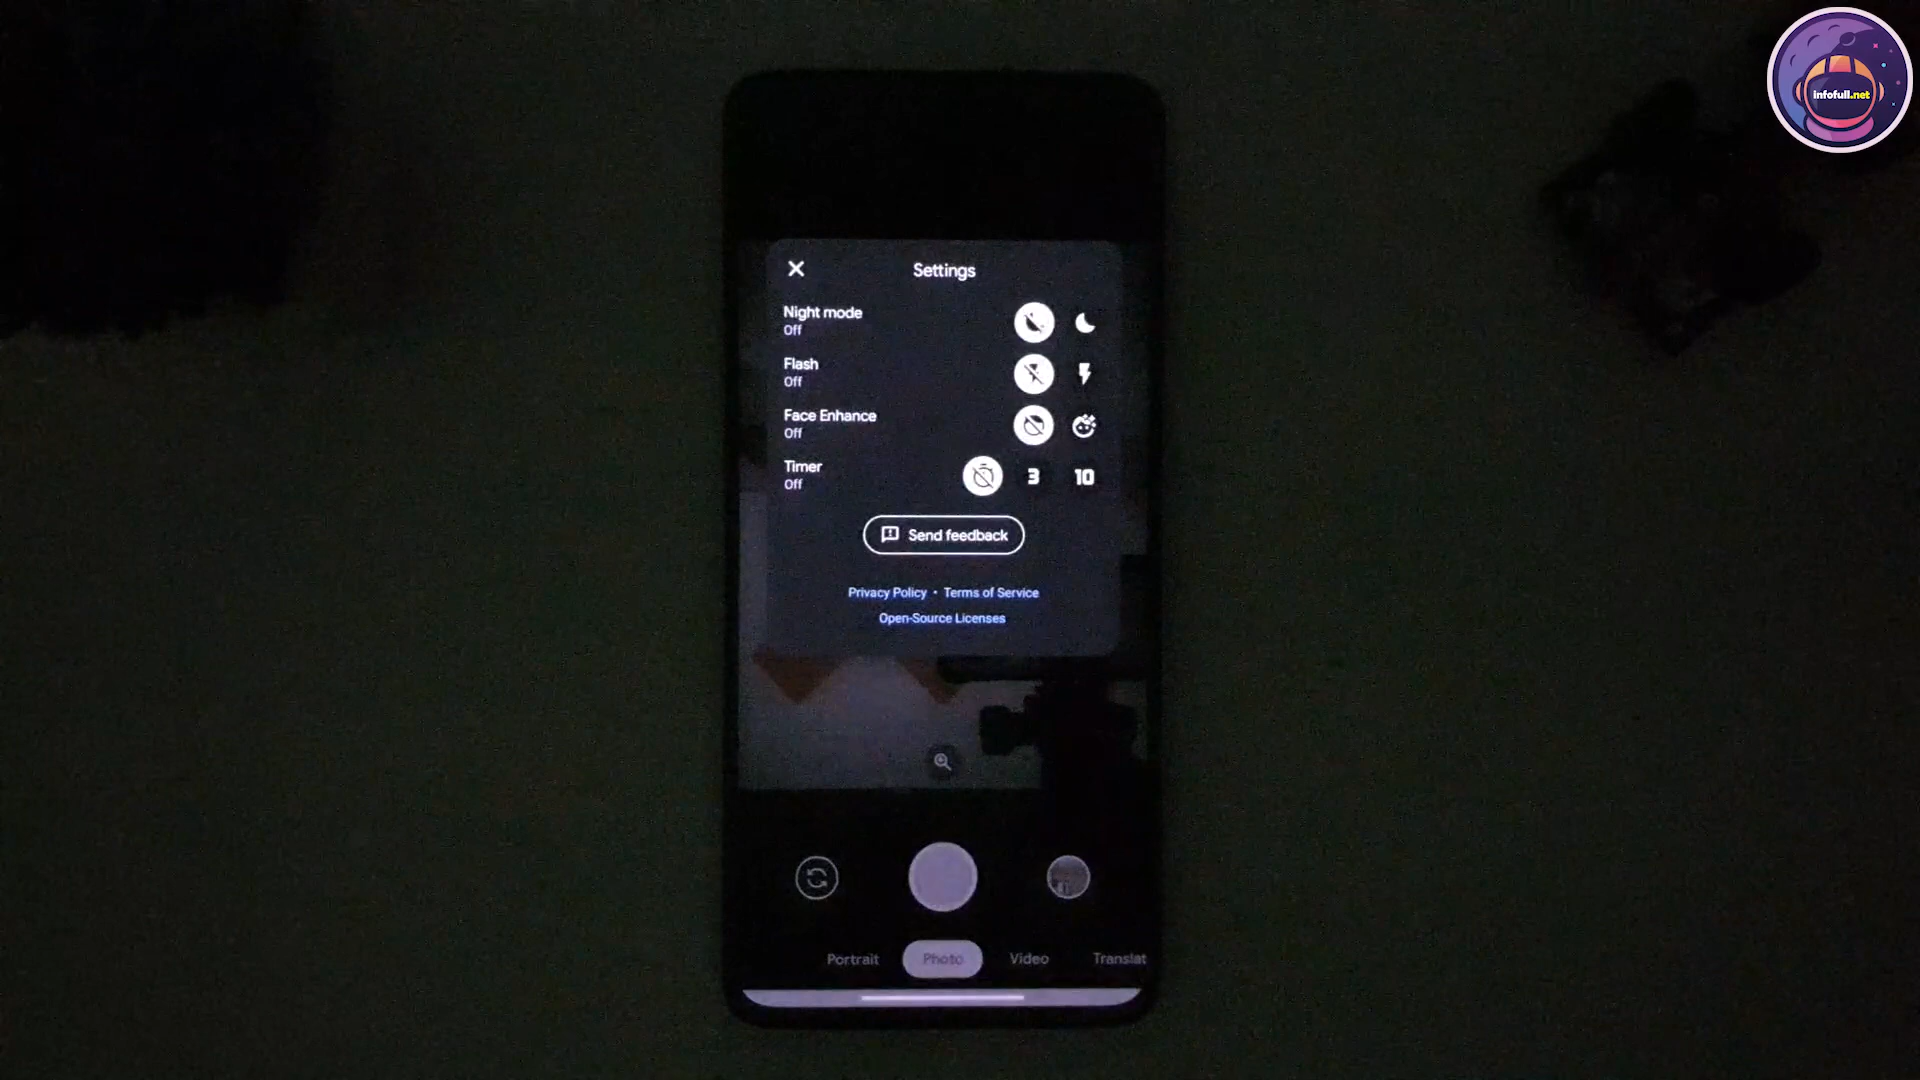 infofull.net
Settings
Night mode
Off
Flash
Off
Face Enhance
Off
Timer
Off
3 10
Send feedback
Privacy Policy • Terms of Service
Open-Source Licenses
Portrait Photo Video Translat